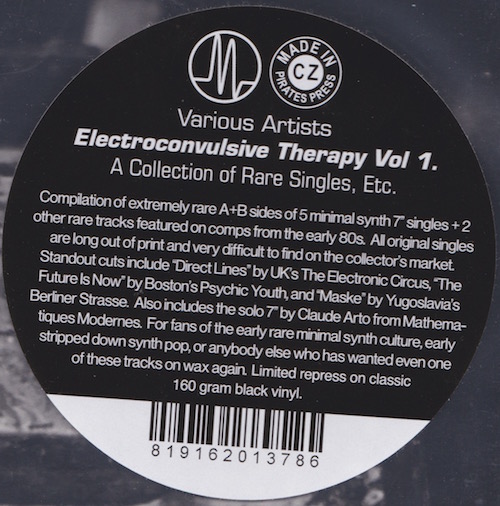 MADE IN
CZ
PIRATES PRESS
Various Artists
Electroconvulsive Therapy Vol 1.
A Collection of Rare Singles, Etc.
Compilation of extremely rare A+B sides of 5 minimal synth 7" singles + 2
other rare tracks featured on comps from the early 80s. All original singles
are long out of print and very difficult to find on the collector's market.
Standout cuts include "Direct Lines" by UK's The Electronic Circus, "The
Future Is Now" by Boston's Psychic Youth, and "Maske" by Yugoslavia's
Berliner Strasse. Also includes the solo 7" by Claude Arto from Mathema-
tiques Modernes. For fans of the early rare minimal synth culture, early
stripped down synth pop, or anybody else who has wanted even one
of these tracks on wax again. Limited repress on classic
160 gram black vinyl.
819162013786